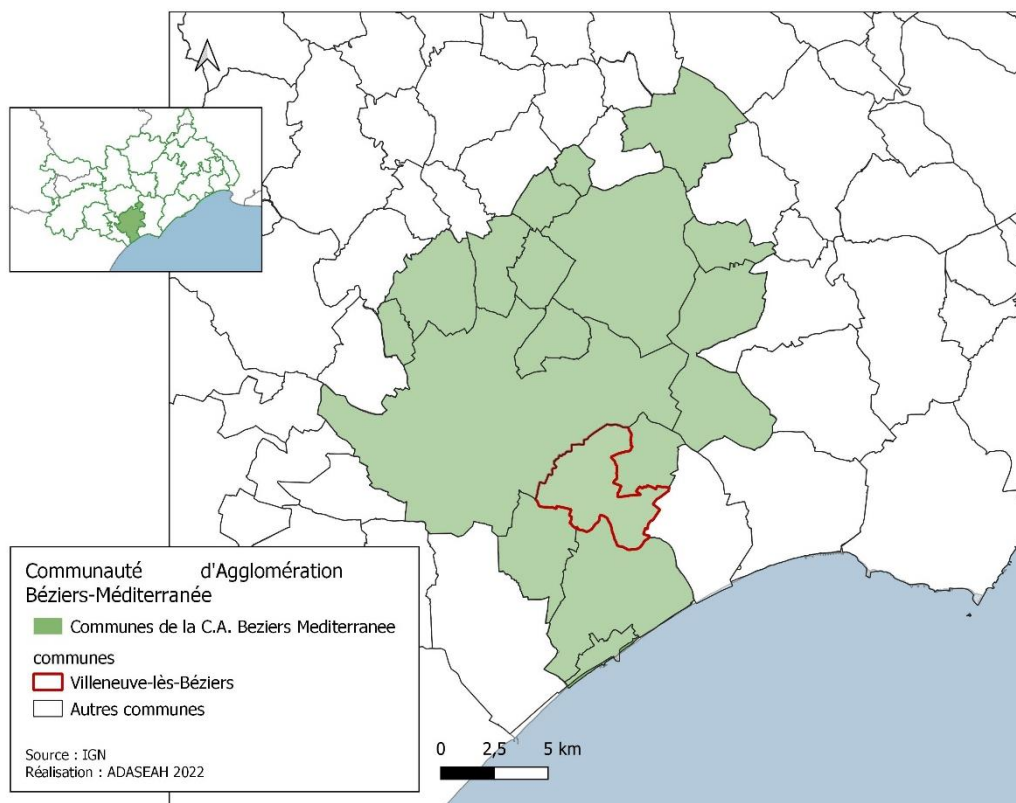 Communauté d'Agglomération
Béziers-Méditerranée
Communes de la C.A. Beziers Mediterranee
communes
Villeneuve-lès-Béziers
Autres communes
Source : IGN
Réalisation : ADASEAH 2022
0 2,5 5 km